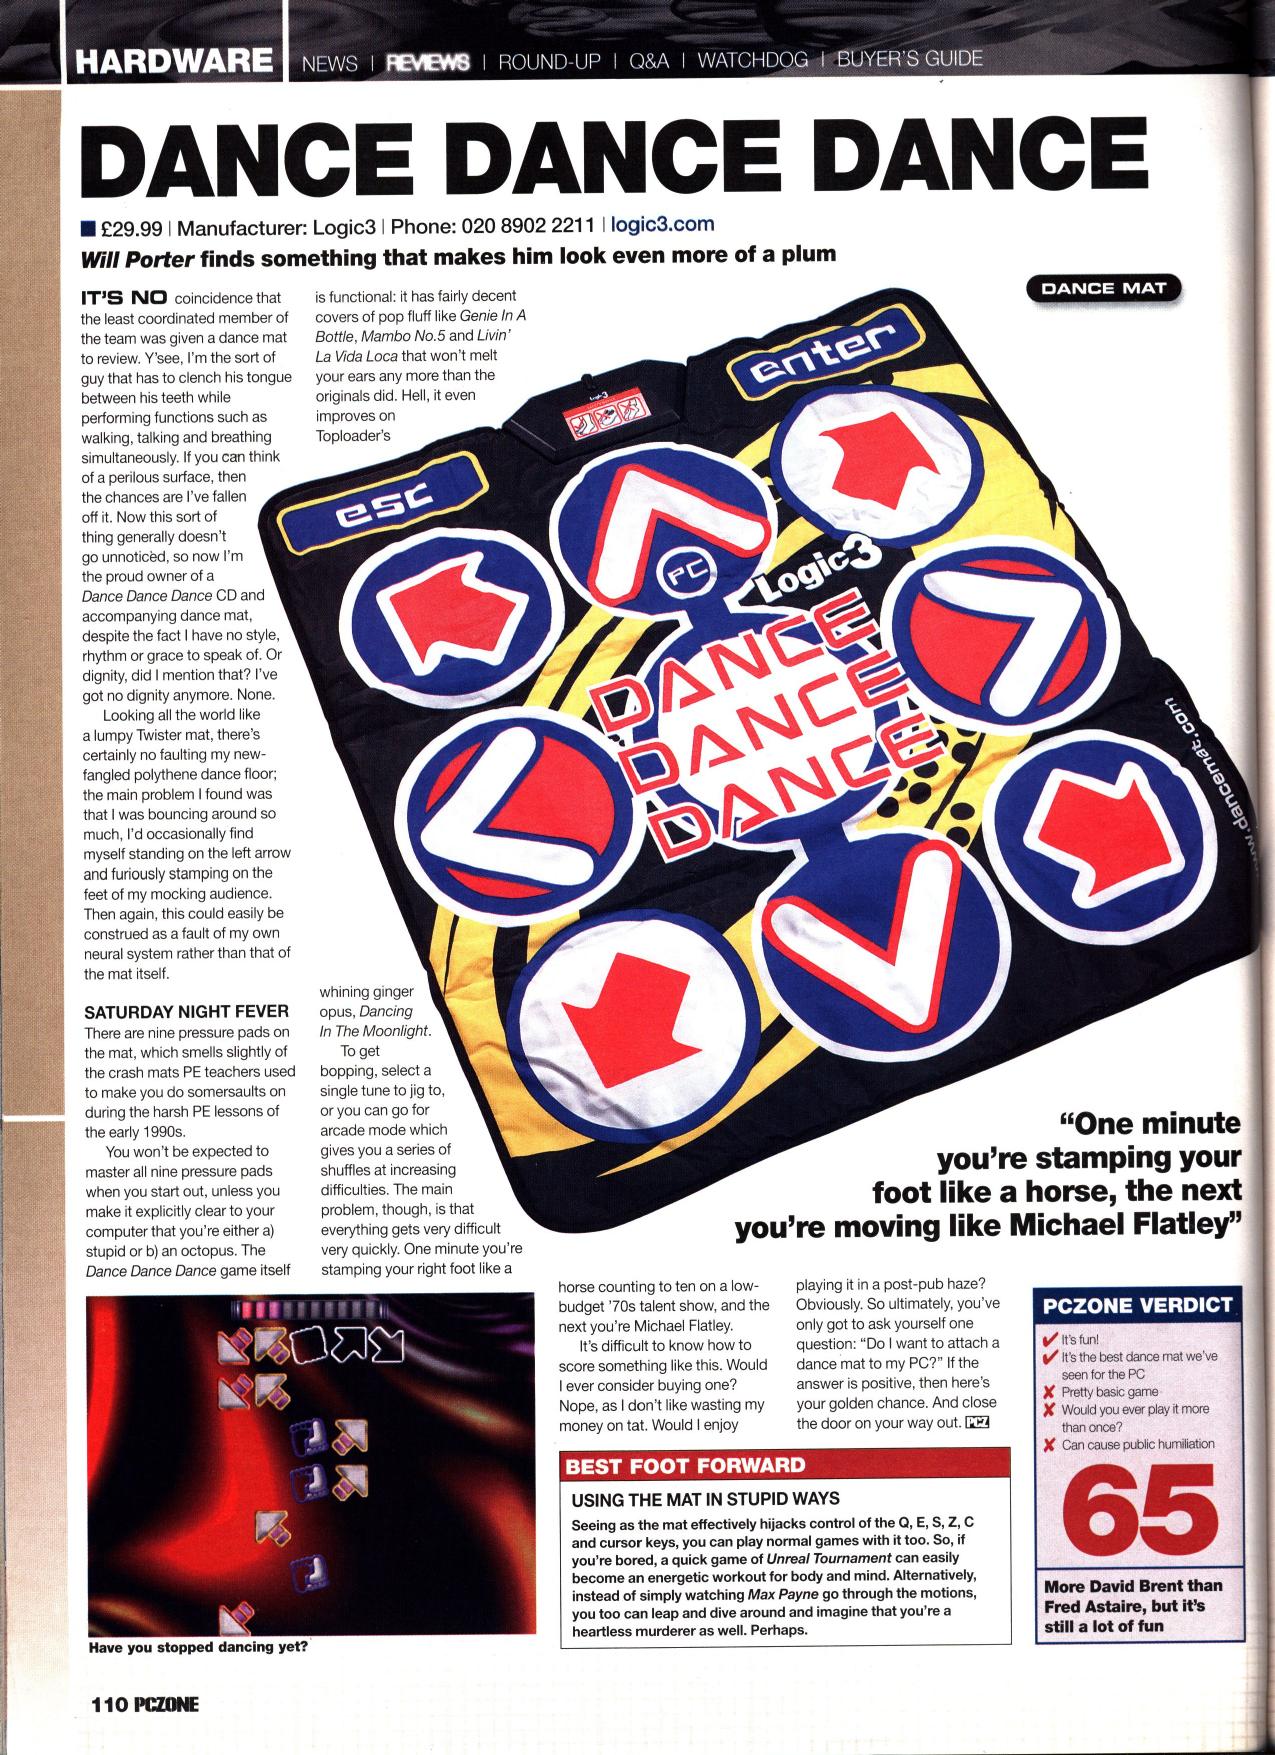 HARDWARE
NEWS | REVIEWS | ROUND-UP | Q&A | WATCHDOG | BUYER'S GUIDE
DANCE DANCE DANCE
£29.99 | Manufacturer: Logic3 | Phone: 020 8902 2211 | logic3.com
Will Porter finds something that makes him look even more of a plum
DANCE MAT
IT'S NO coincidence that
the least coordinated member of
the team was given a dance mat
to review. Y'see, I'm the sort of
guy that has to clench his tongue
between his teeth while
performing functions such as
walking, talking and breathing
simultaneously. If you can think
of a perilous surface, then
the chances are I've fallen
off it. Now this sort of
thing generally doesn't
go unnoticed, so now I'm
the proud owner of a
Dance Dance Dance CD and
accompanying dance mat,
despite the fact I have no style,
rhythm or grace to speak of. Or
dignity, did I mention that? I've
got no dignity anymore. None.
Looking all the world like
a lumpy Twister mat, there's
certainly no faulting my new-
fangled polythene dance floor;
the main problem I found was
that I was bouncing around so
much, I'd occasionally find
myself standing on the left arrow
and furiously stamping on the
feet of my mocking audience.
Then again, this could easily be
construed as a fault of my own
neural system rather than that of
the mat itself.
SATURDAY NIGHT FEVER
There are nine pressure pads on
the mat, which smells slightly of
the crash mats PE teachers used
to make you do somersaults on
during the harsh PE lessons of
the early 1990s.
You won't be expected to
master all nine pressure pads
when you start out, unless you
make it explicitly clear to your
computer that you're either a)
stupid or b) an octopus. The
Dance Dance Dance game itself
is functional: it has fairly decent
covers of pop fluff like Genie In A
Bottle, Mambo No.5 and Livin'
La Vida Loca that won't melt
your ears any more than the
originals did. Hell, it even
improves on
Toploader's
whining ginger
opus, Dancing
In The Moonlight.
To get
bopping, select a
single tune to jig to,
or you can go for
arcade mode which
gives you a series of
shuffles at increasing
difficulties. The main
problem, though, is that
everything gets very difficult
very quickly. One minute you're
stamping your right foot like a
horse counting to ten on a low-
budget '70s talent show, and the
next you're Michael Flatley.
It's difficult to know how to
score something like this. Would
I ever consider buying one?
Nope, as I don't like wasting my
money on tat. Would I enjoy
playing it in a post-pub haze?
Obviously. So ultimately, you've
only got to ask yourself one
question: "Do I want to attach a
dance mat to my PC?" If the
answer is positive, then here's
your golden chance. And close
the door on your way out. PCZ
esc
enter
Logic3
PC
Logic3
DANCE
DANCE
DANCE
www.dancemat.com
"One minute
you're stamping your
foot like a horse, the next
you're moving like Michael Flatley"
Have you stopped dancing yet?
BEST FOOT FORWARD
USING THE MAT IN STUPID WAYS
Seeing as the mat effectively hijacks control of the Q, E, S, Z, C
and cursor keys, you can play normal games with it too. So, if
you're bored, a quick game of Unreal Tournament can easily
become an energetic workout for body and mind. Alternatively,
instead of simply watching Max Payne go through the motions,
you too can leap and dive around and imagine that you're a
heartless murderer as well. Perhaps.
PCZONE VERDICT
It's fun!
It's the best dance mat we've
seen for the PC
Pretty basic game
Would you ever play it more
than once?
Can cause public humiliation
65
More David Brent than
Fred Astaire, but it's
still a lot of fun
110 PCZONE